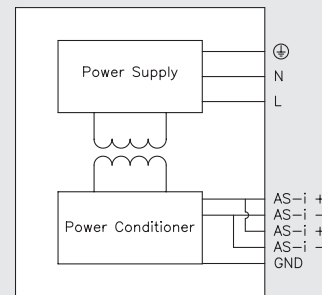 Power Supply
N
L
Power Conditioner
AS-i +
AS-i -
AS-i +
AS-i -
GND